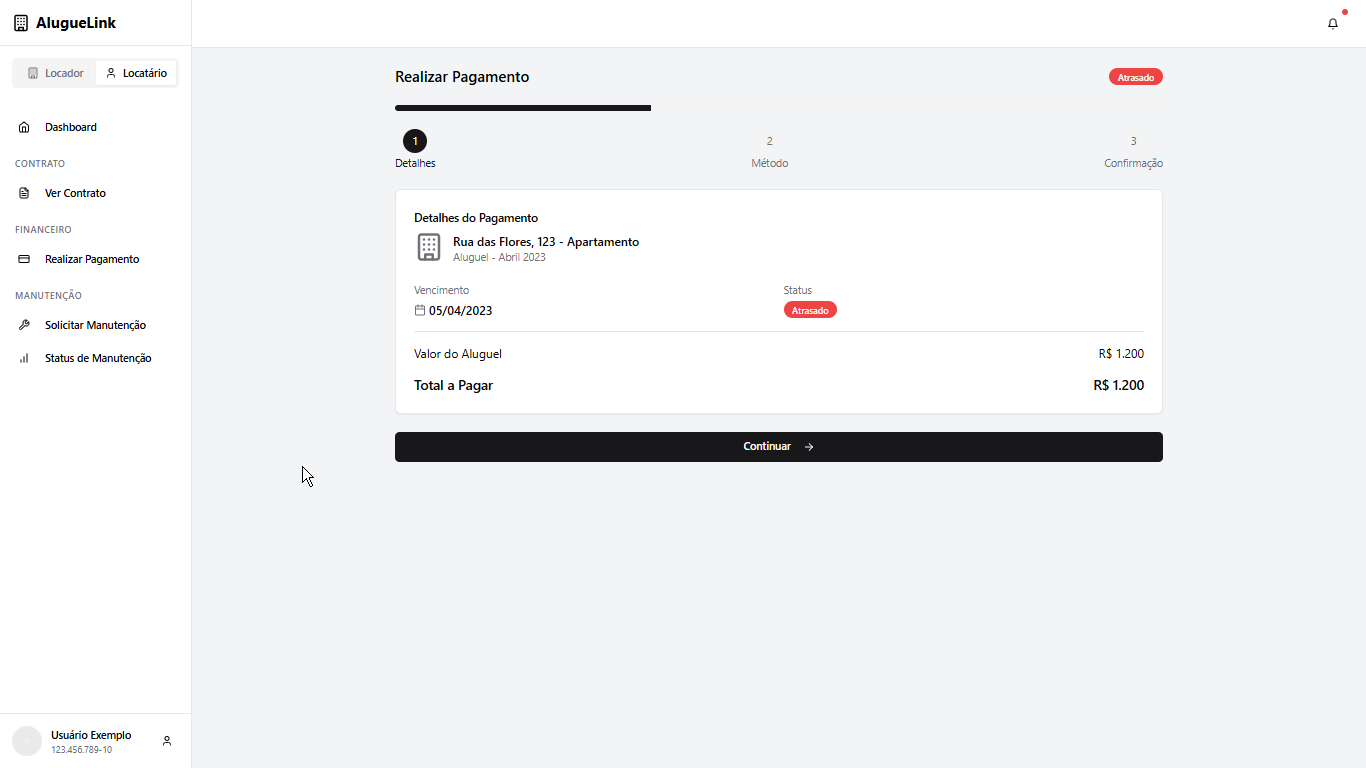 AlugueLink
Locador
Locatário
Dashboard
CONTRATO
Ver Contrato
FINANCEIRO
Realizar Pagamento
MANUTENÇÃO
Solicitar Manutenção
Status de Manutenção
Usuário Exemplo
123.456.789-10
Realizar Pagamento
Atrasado
1
2
3
Detalhes
Método
Confirmação
Detalhes do Pagamento
Rua das Flores, 123 - Apartamento
Aluguel - Abril 2023
Vencimento
Status
05/04/2023
Atrasado
Valor do Aluguel
R$ 1.200
Total a Pagar
R$ 1.200
Continuar